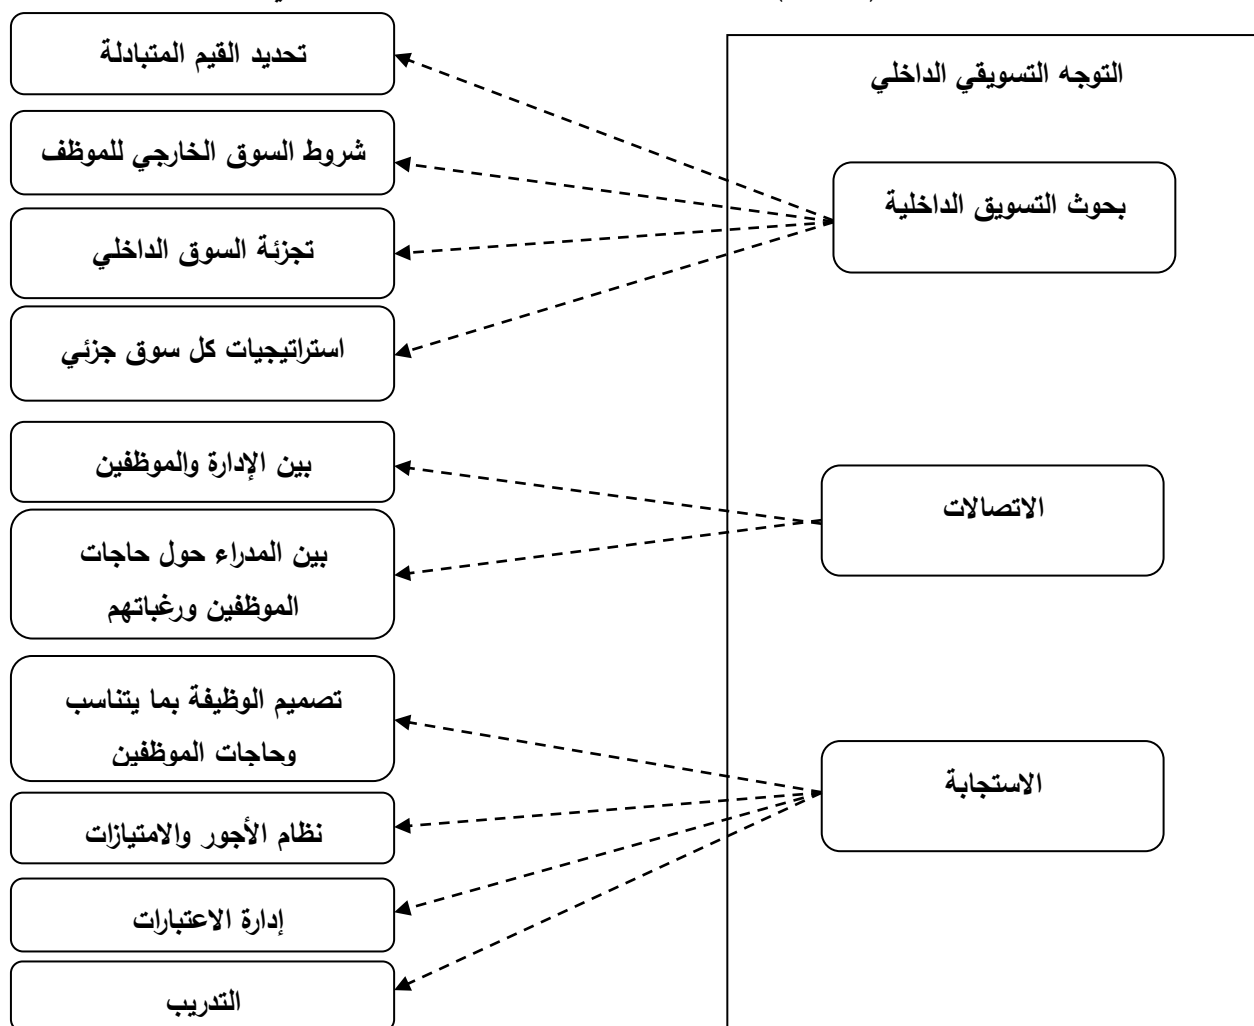 التوجه التسويقي الداخلي
بحوث التسويق الداخلية
تحديد القيم المتبادلة
شروط السوق الخارجي للموظف
تجزئة السوق الداخلي
استراتيجيات كل سوق جزئي
الاتصالات
بين الإدارة والموظفين
بين المدراء حول حاجات
الموظفين ورغباتهم
الاستجابة
تصميم الوظيفة بما يتناسب
وحاجات الموظفين
نظام الأجور والامتيازات
إدارة الاعتبارات
التدريب